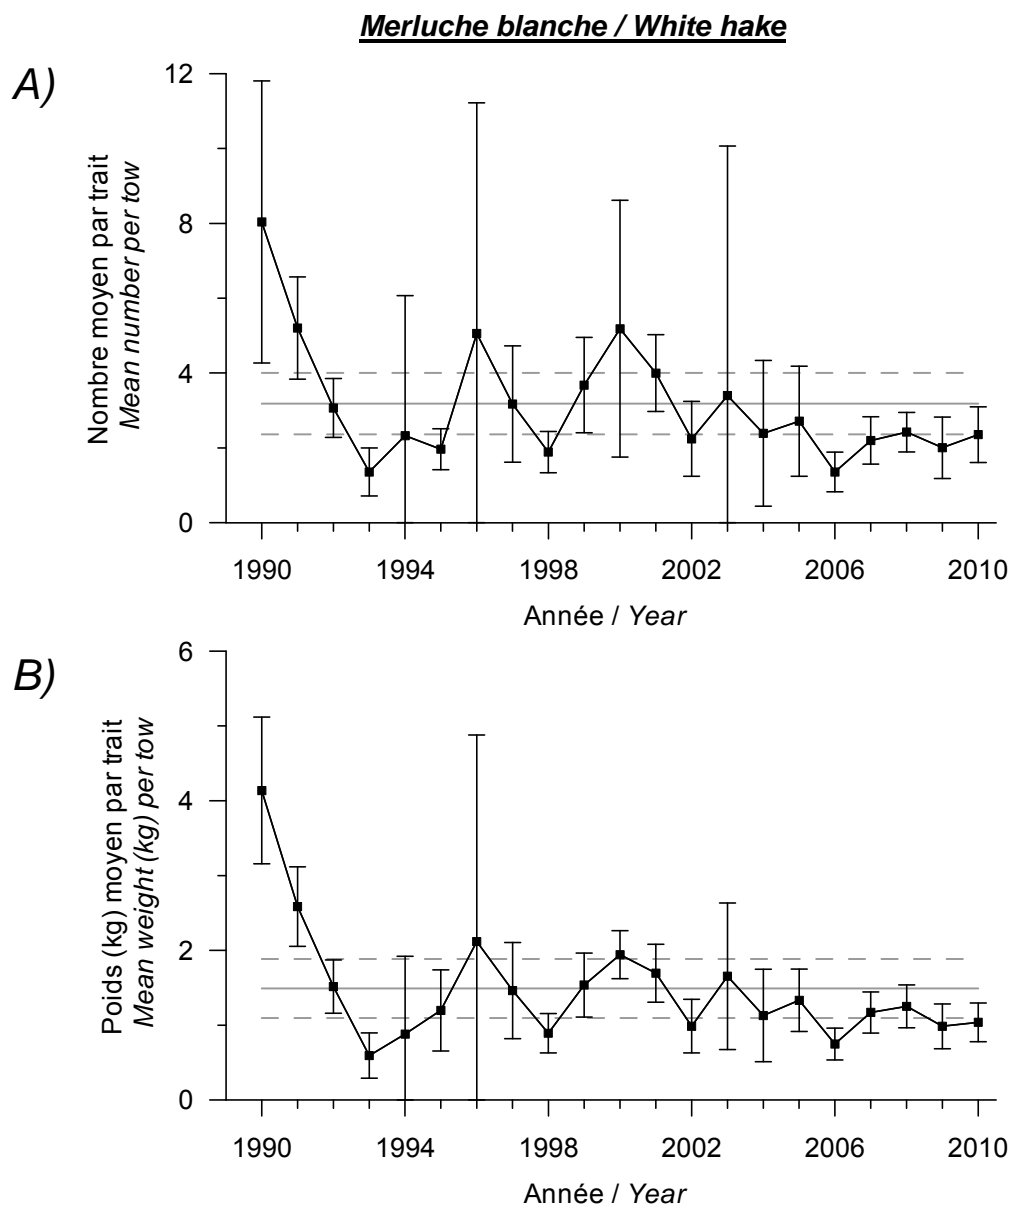 Merluche blanche / White hake
A)
Nombre moyen par trait
Mean number per tow
12
8
4
0
1990 1994 1998 2002 2006 2010
Année / Year
B)
Poids (kg) moyen par trait
Mean weight (kg) per tow
6
4
2
0
1990 1994 1998 2002 2006 2010
Année / Year